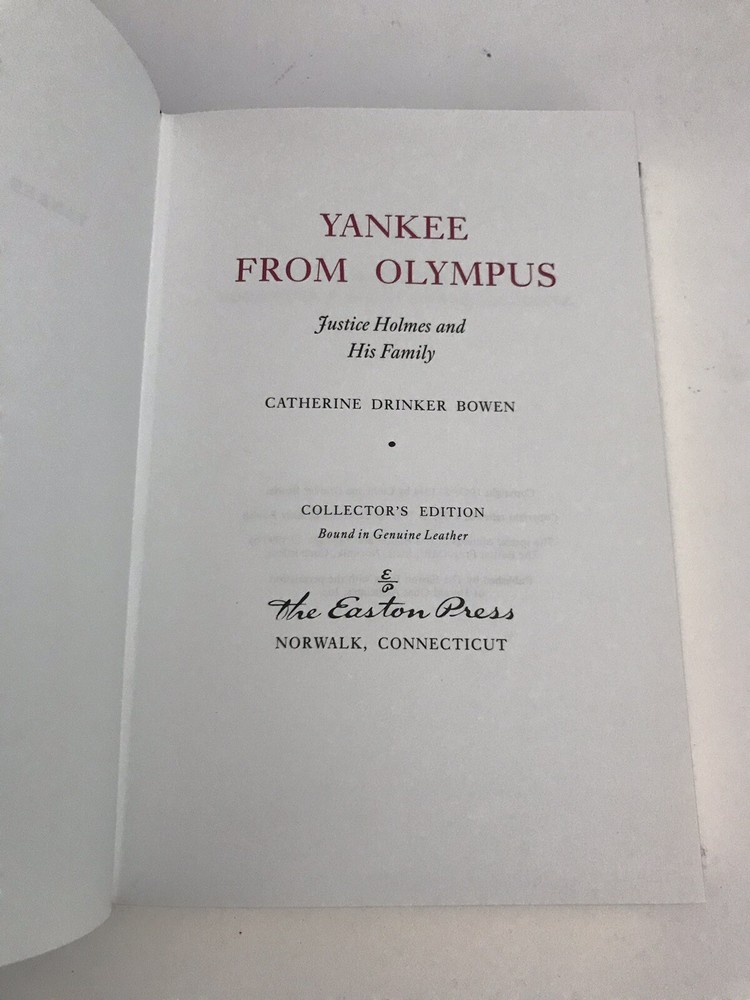 YANKEE
FROM OLYMPUS
Justice Holmes and
His Family
CATHERINE DRINKER BOWEN
•
COLLECTOR'S EDITION
Bound in Genuine Leather
E
P
The Easton Press
NORWALK, CONNECTICUT